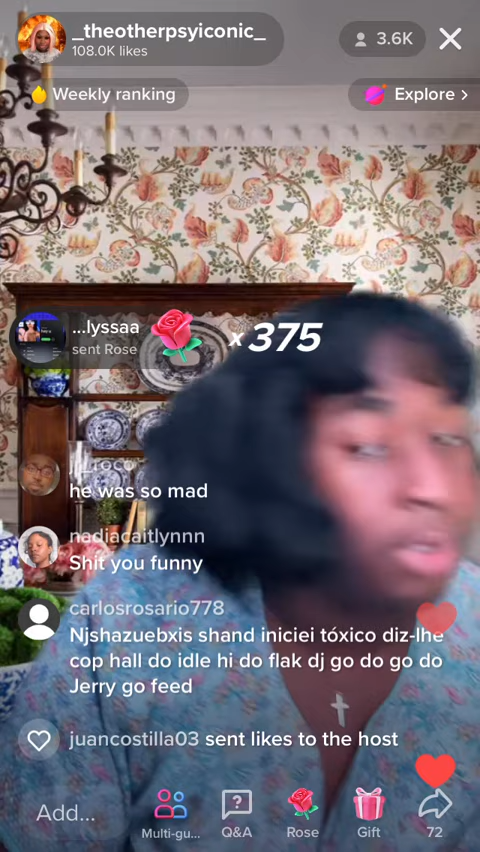 _theotherpsyiconic_
108.0K likes
3.6K
Weekly ranking
Explore >
...lyssaa
sent Rose
x 375
he was so mad
nadiacaitlynnn
Shit you funny
carlosrosario778
Njshazuebxis shand iniciei tóxico diz-lhe
cop hall do idle hi do flak dj go do go do
Jerry go feed
juancostilla03 sent likes to the host
Add...
Multi-gu...
Q&A
Rose
Gift
72